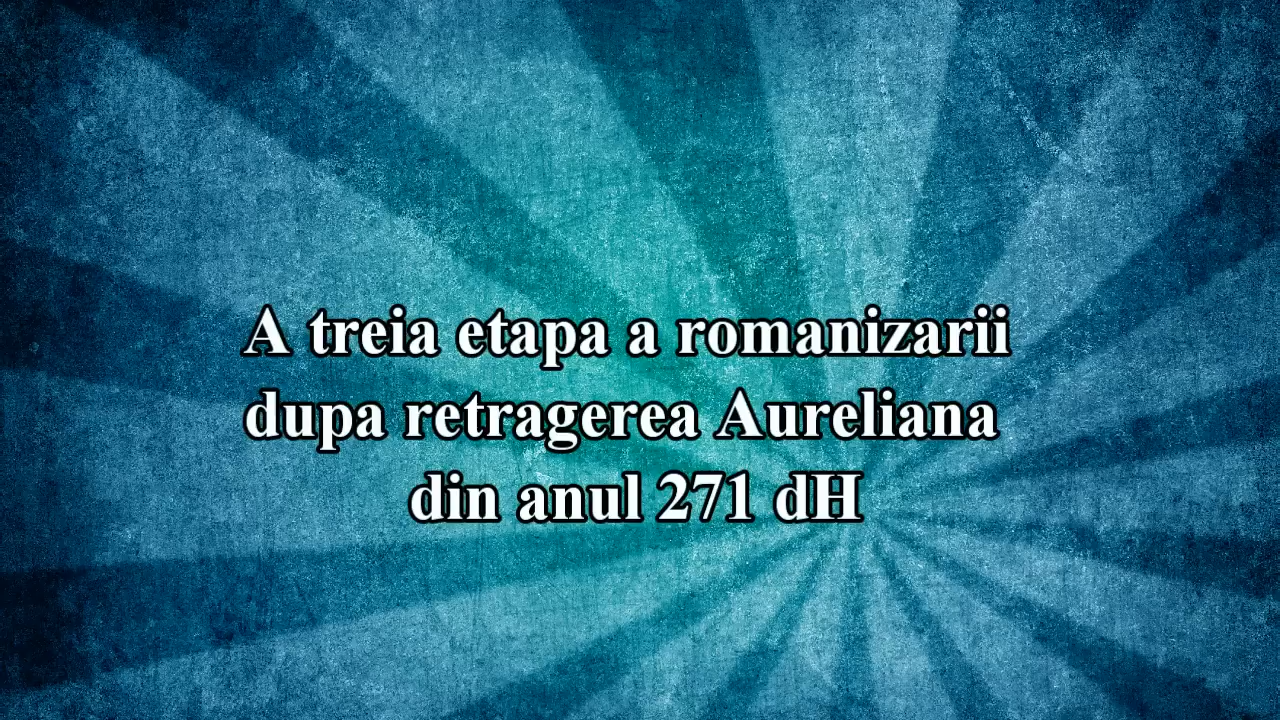 A treia etapa a romanizarii
dupa retragerea Aureliana
din anul 271 dH